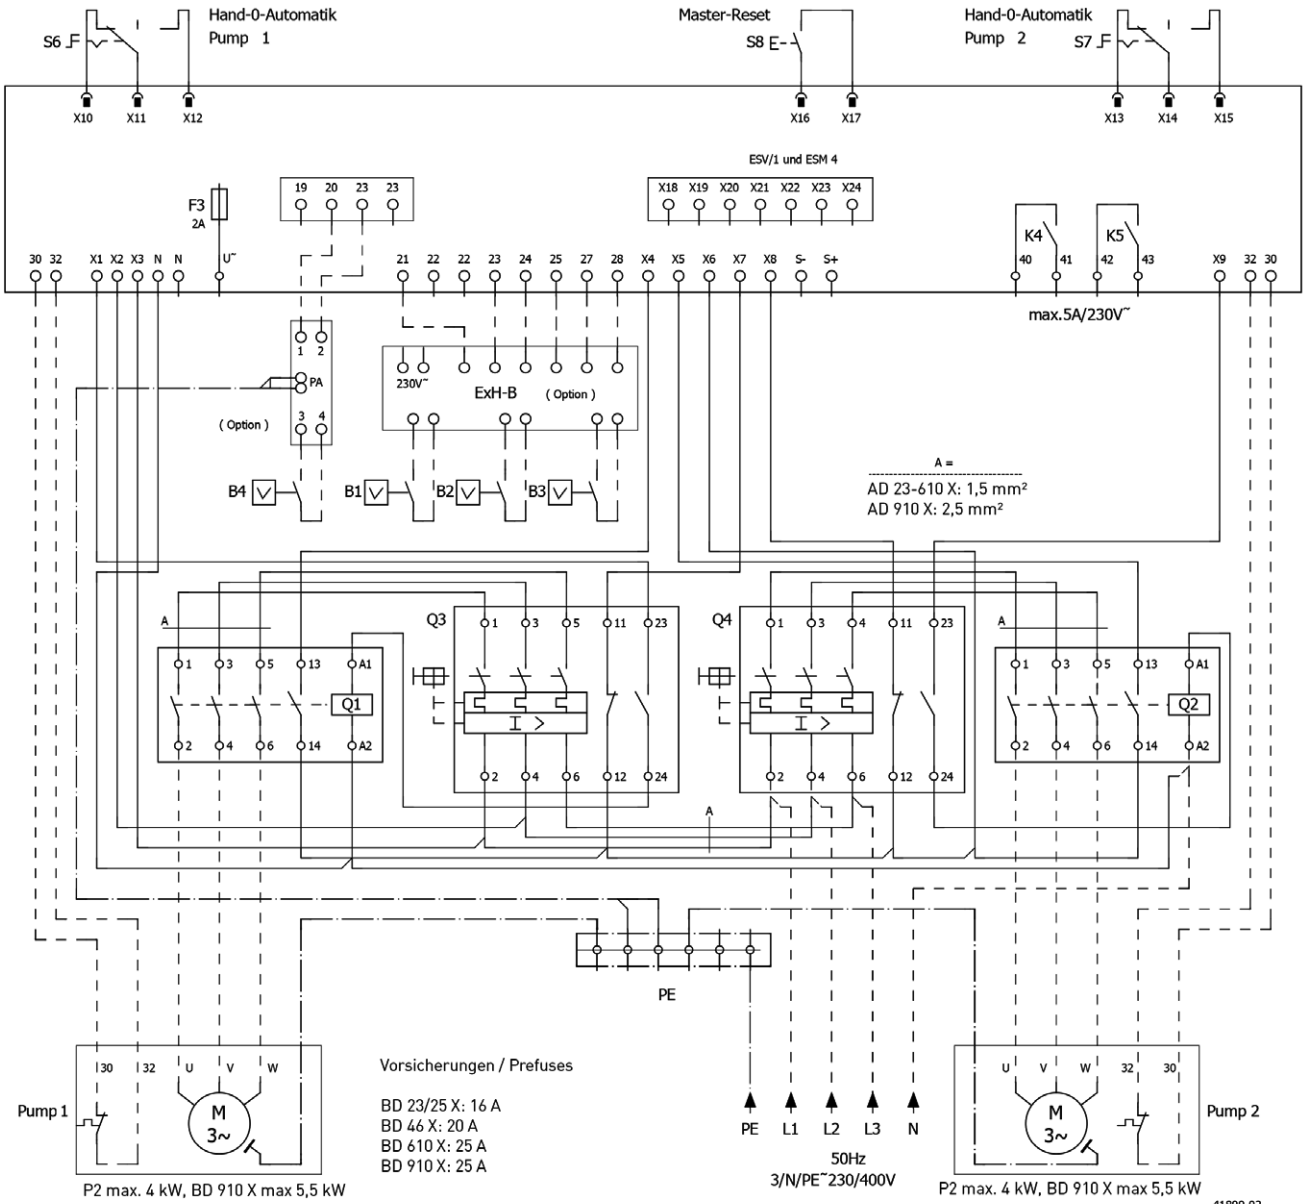 Hand-0-Automatik
Pump 1
S6
Master-Reset
S8 E
Hand-0-Automatik
Pump 2
S7
X10 X11 X12
X16 X17
X13 X14 X15
ESV/1 und ESM 4
19 20 23 23
X18 X19 X20 X21 X22 X23 X24
F3
2A
K4 K5
30 32 X1 X2 X3 N N U~ 21 22 22 23 24 25 27 28 X4 X5 X6 X7 X8 S- S+ 40 41 42 43 X9 32 30
max.5A/230V~
1 2
PA
3 4
( Option )
230V~
ExH-B ( Option )
B4 B1 B2 B3
A =
AD 23-610 X: 1,5 mm²
AD 910 X: 2,5 mm²
A
Q3
1 3 5 11 23
Q4
1 3 4 11 23
A
1 3 5 13 A1
1 3 5 13 A1
Q1
I >
I >
Q2
2 4 6 14 A2
2 4 6 14 A2
2 4 6 12 24
2 4 6 12 24
A
PE
30 32 U V W
Pump 1
M
3~
P2 max. 4 kW, BD 910 X max 5,5 kW
Vorsicherungen / Prefuses
BD 23/25 X: 16 A
BD 46 X: 20 A
BD 610 X: 25 A
BD 910 X: 25 A
PE L1 L2 L3 N
50Hz
3/N/PE~230/400V
U V W 32 30
M
3~
Pump 2
P2 max. 4 kW, BD 910 X max 5,5 kW